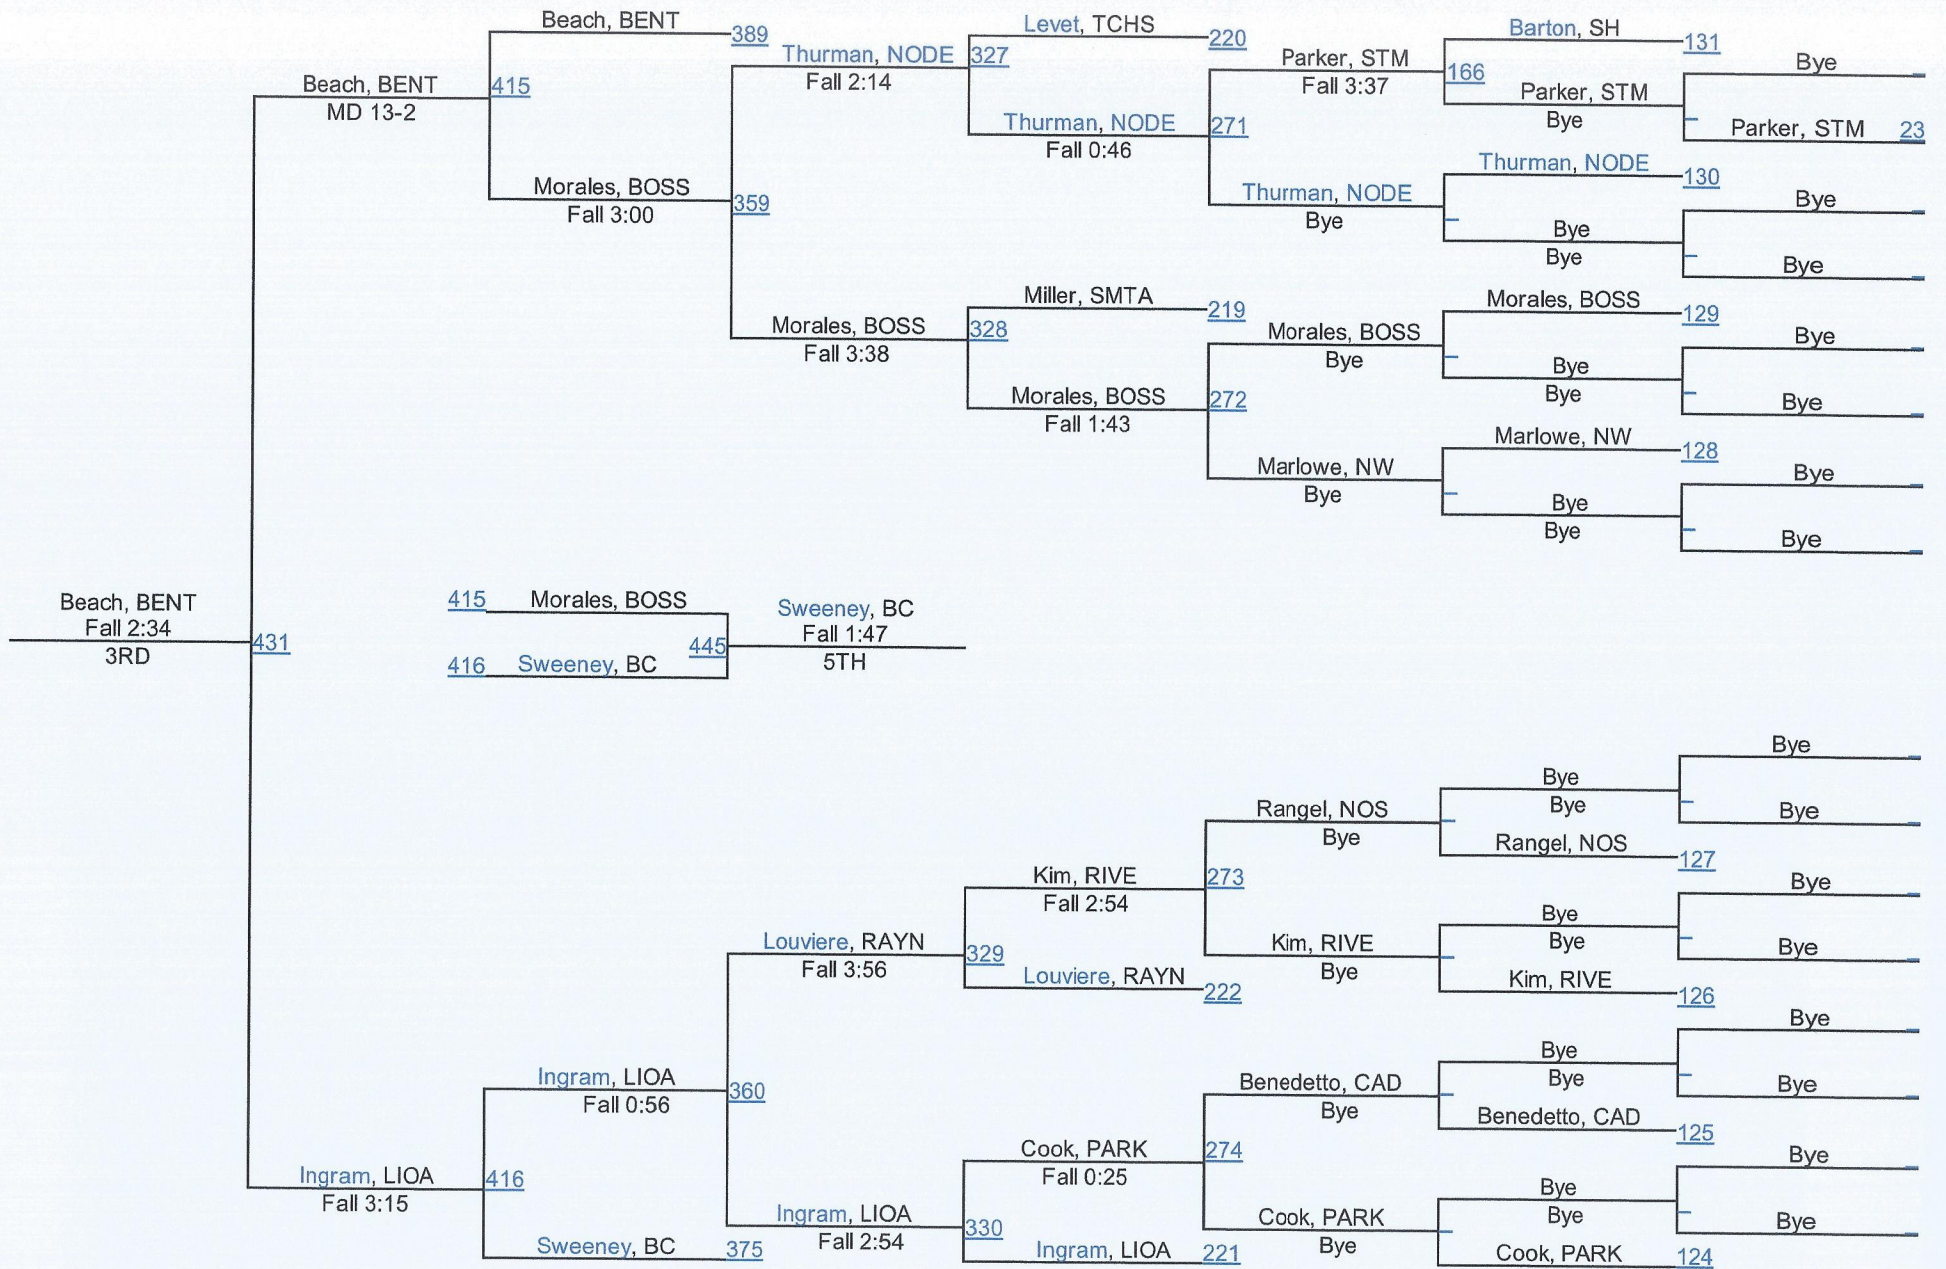 Beach, BENT
389
Levet, TCHS
220
Barton, SH
131
Bye
Thurman, NODE
327
Fall 2:14
Parker, STM
Fall 3:37
166
Parker, STM
Bye
Beach, BENT
MD 13-2
415
Thurman, NODE
Fall 0:46
271
Parker, STM 23
Thurman, NODE
130
Morales, BOSS
Fall 3:00
359
Thurman, NODE
Bye
Bye
Bye
Bye
Bye
Miller, SMTA
219
Morales, BOSS
129
Morales, BOSS
Fall 3:38
328
Morales, BOSS
Bye
Bye
Bye
Bye
Morales, BOSS
Fall 1:43
272
Bye
Marlowe, NW
128
Marlowe, NW
Bye
Bye
Bye
Bye
Bye
Beach, BENT
Fall 2:34
3RD
431
415 Morales, BOSS
445
416 Sweeney, BC
Sweeney, BC
Fall 1:47
5TH
Bye
Bye
Bye
Bye
Rangel, NOS
Bye
Rangel, NOS
127
Kim, RIVE
Fall 2:54
273
Bye
Louviere, RAYN
Fall 3:56
329
Kim, RIVE
Bye
Bye
Bye
Bye
Louviere, RAYN
222
Kim, RIVE
126
Bye
Ingram, LIOA
Fall 0:56
360
Benedetto, CAD
Bye
Bye
Bye
Bye
Benedetto, CAD
125
Cook, PARK
Fall 0:25
274
Bye
Ingram, LIOA
Fall 3:15
416
Bye
Bye
Ingram, LIOA
Fall 2:54
330
Cook, PARK
Bye
Bye
Sweeney, BC
375
Ingram, LIOA
221
Cook, PARK
124